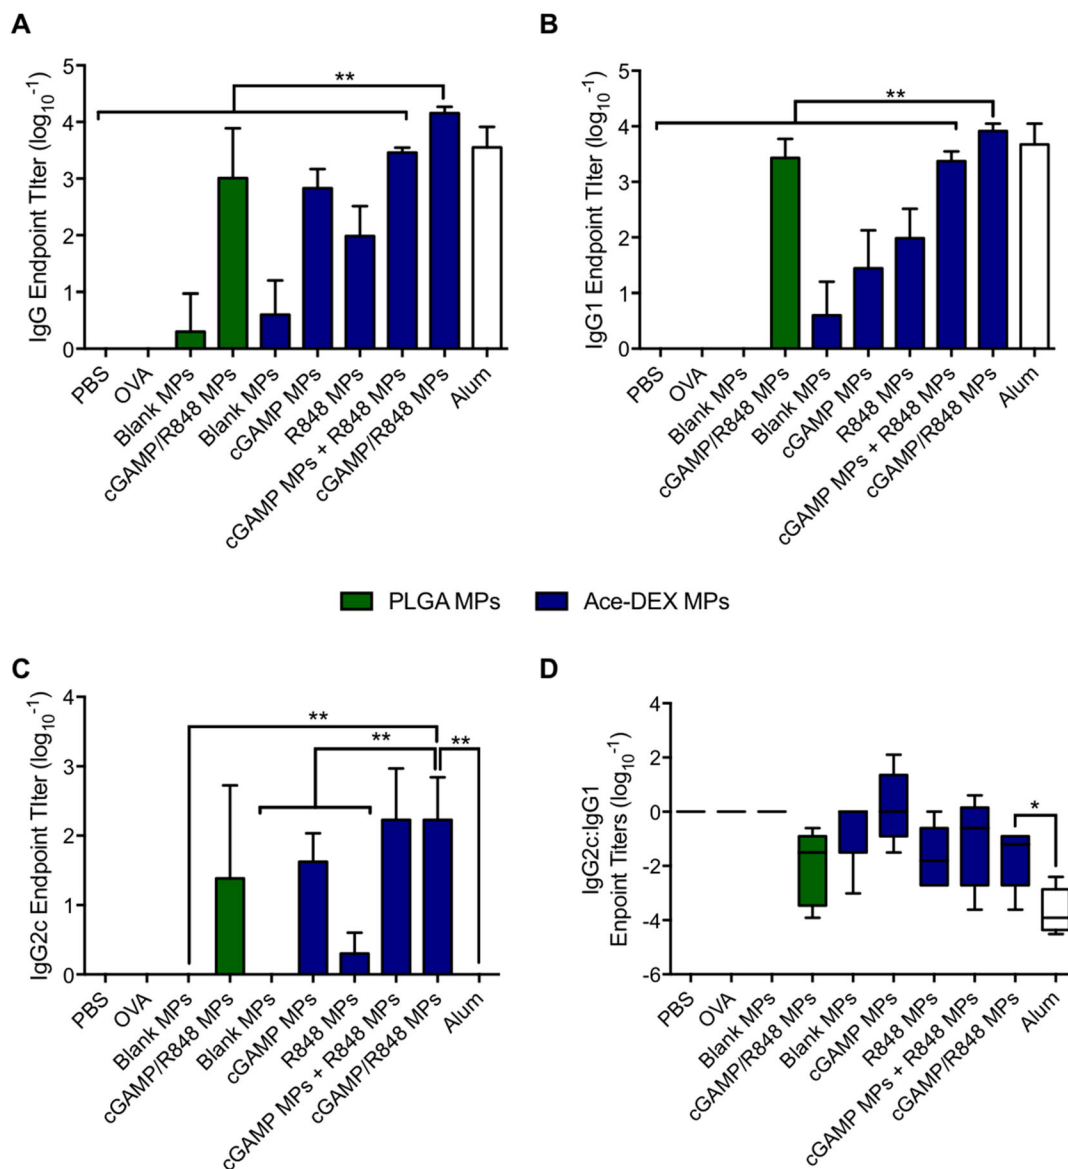 A
IgG Endpoint TIter (log10-1)
5
4
3
2
1
0
**
PBS
OVA
Blank MPs
cGAMP/R848 MPs
Blank MPs
cGAMP MPs
R848 MPs
cGAMP MPs + R848 MPs
cGAMP/R848 MPs
Alum
B
IgG1 Endpoint TIter (log10-1)
5
4
3
2
1
0
**
PBS
OVA
Blank MPs
cGAMP/R848 MPs
Blank MPs
cGAMP MPs
R848 MPs
cGAMP MPs + R848 MPs
cGAMP/R848 MPs
Alum
PLGA MPs
Ace-DEX MPs
C
IgG2c Endpoint TIter (log10-1)
4
3
2
1
0
**
**
**
PBS
OVA
Blank MPs
cGAMP/R848 MPs
Blank MPs
cGAMP MPs
R848 MPs
cGAMP MPs + R848 MPs
cGAMP/R848 MPs
Alum
D
IgG2c:IgG1
Enpoint Titers (log10-1)
4
2
0
-2
-4
-6
*
PBS
OVA
Blank MPs
cGAMP/R848 MPs
Blank MPs
cGAMP MPs
R848 MPs
cGAMP MPs + R848 MPs
cGAMP/R848 MPs
Alum